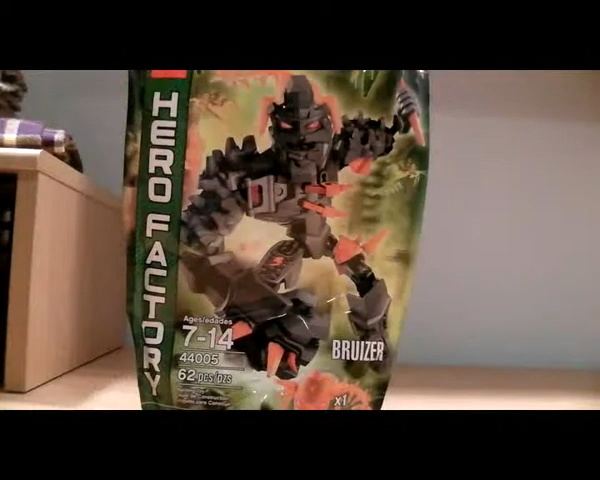 HERO FACTORY
Ages/edades
7-14
44005
62 pcs/pzs
BRUIZER
x1